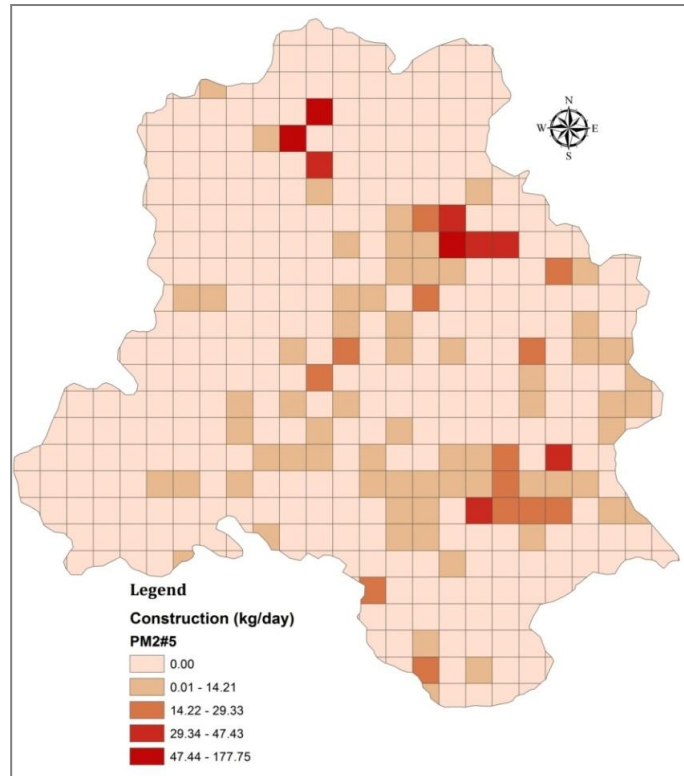 N
W E
S
Legend
Construction (kg/day)
PM2#5
0.00
0.01 - 14.21
14.22 - 29.33
29.34 - 47.43
47.44 - 177.75